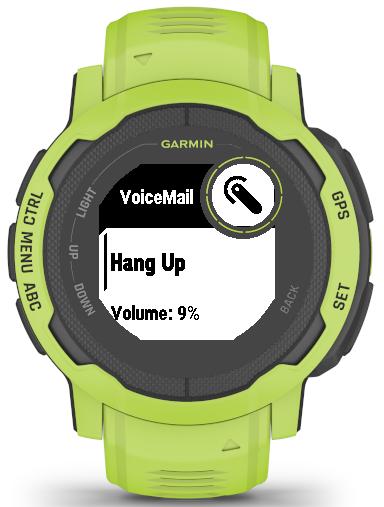 GARMIN
CTRL
LIGHT
GPS
VoiceMail
MENU
UP
Hang Up
ABC
DOWN
Volume: 9%
BACK
SET